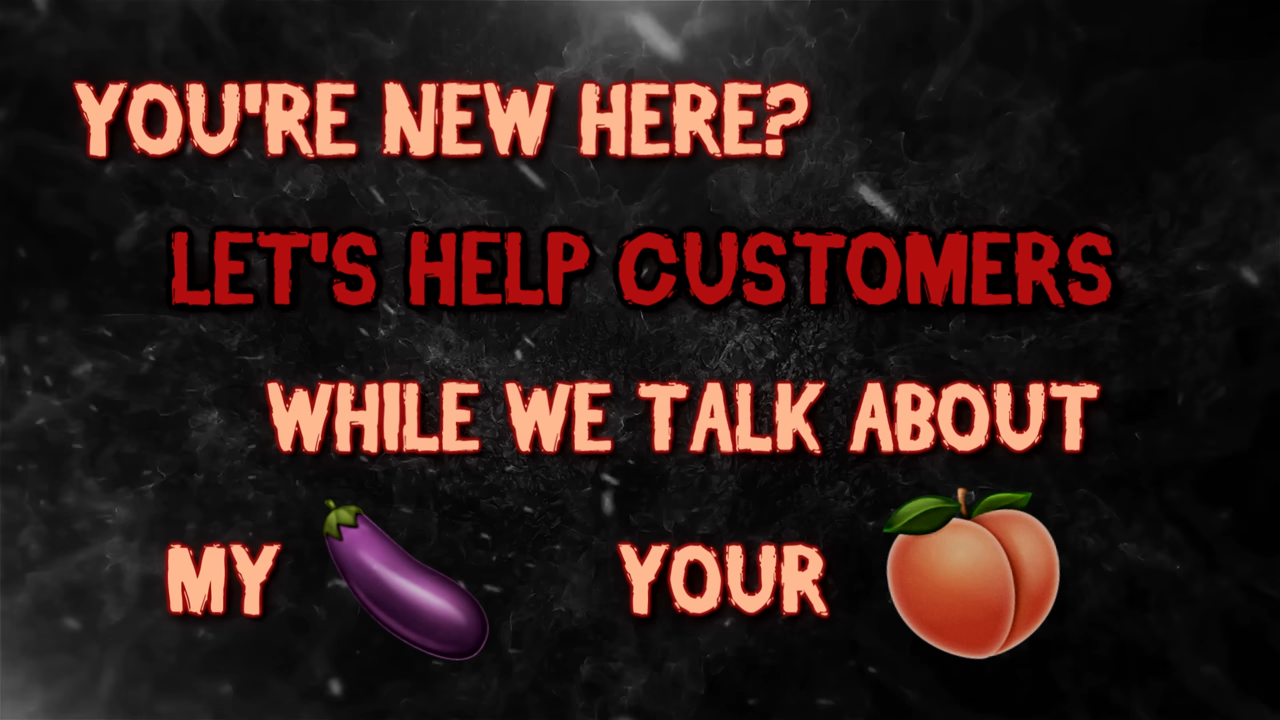 YOU'RE NEW HERE?
LET'S HELP CUSTOMERS
WHILE WE TALK ABOUT
MY 🍆 YOUR 🍑